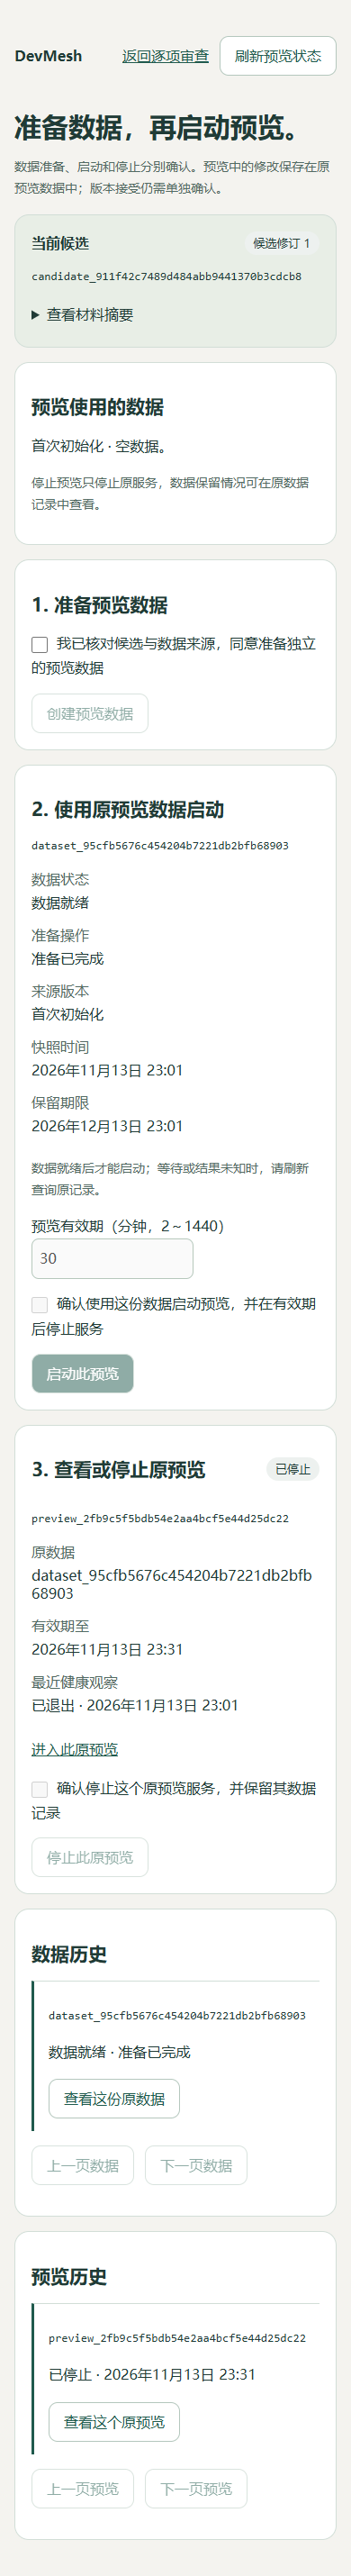 DevMesh 返回逐项审查 刷新预览状态
准备数据，再启动预览。
数据准备、启动和停止分别确认。预览中的修改保存在原
预览数据中；版本接受仍需单独确认。
当前候选 候选修订 1
candidate_911f42c7489d484abb9441370b3cdcb8
▶ 查看材料摘要
预览使用的数据
首次初始化 · 空数据。
停止预览只停止原服务，数据保留情况可在原数据
记录中查看。
1. 准备预览数据
我已核对候选与数据来源，同意准备独立
的预览数据
创建预览数据
2. 使用原预览数据启动
dataset_95cfb5676c454204b7221db2bfb68903
数据状态
数据就绪
准备操作
准备已完成
来源版本
首次初始化
快照时间
2026年11月13日 23:01
保留期限
2026年12月13日 23:01
数据就绪后才能启动；等待或结果未知时，请刷新
查询原记录。
预览有效期（分钟，2～1440）
30
确认使用这份数据启动预览，并在有效期
后停止服务
启动此预览
3. 查看或停止原预览 已停止
preview_2fb9c5f5bdb54e2aa4bcf5e44d25dc22
原数据
dataset_95cfb5676c454204b7221db2bfb
68903
有效期至
2026年11月13日 23:31
最近健康观察
已退出 · 2026年11月13日 23:01
进入此原预览
确认停止这个原预览服务，并保留其数据
记录
停止此原预览
数据历史
dataset_95cfb5676c454204b7221db2bfb68903
数据就绪 · 准备已完成
查看这份原数据
上一页数据 下一页数据
预览历史
preview_2fb9c5f5bdb54e2aa4bcf5e44d25dc22
已停止 · 2026年11月13日 23:31
查看这个原预览
上一页预览 下一页预览